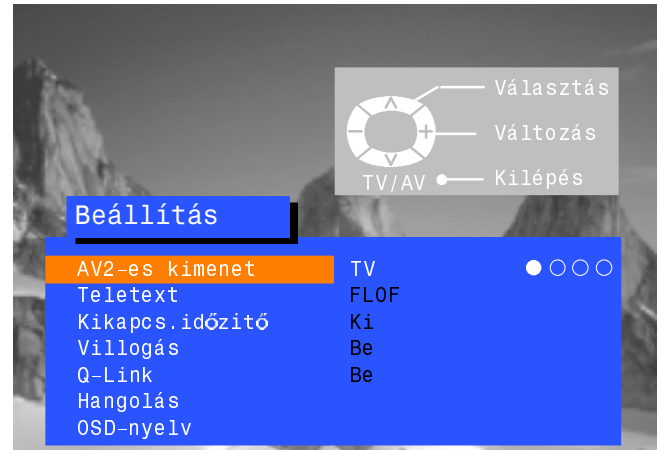 Választás
Változás
TV/AV Kilépés
Beállítás
AV2-es kimenet TV
Teletext FLOF
Kikapcs.időzitő Ki
Villogás Be
Q-Link Be
Hangolás
OSD-nyelv